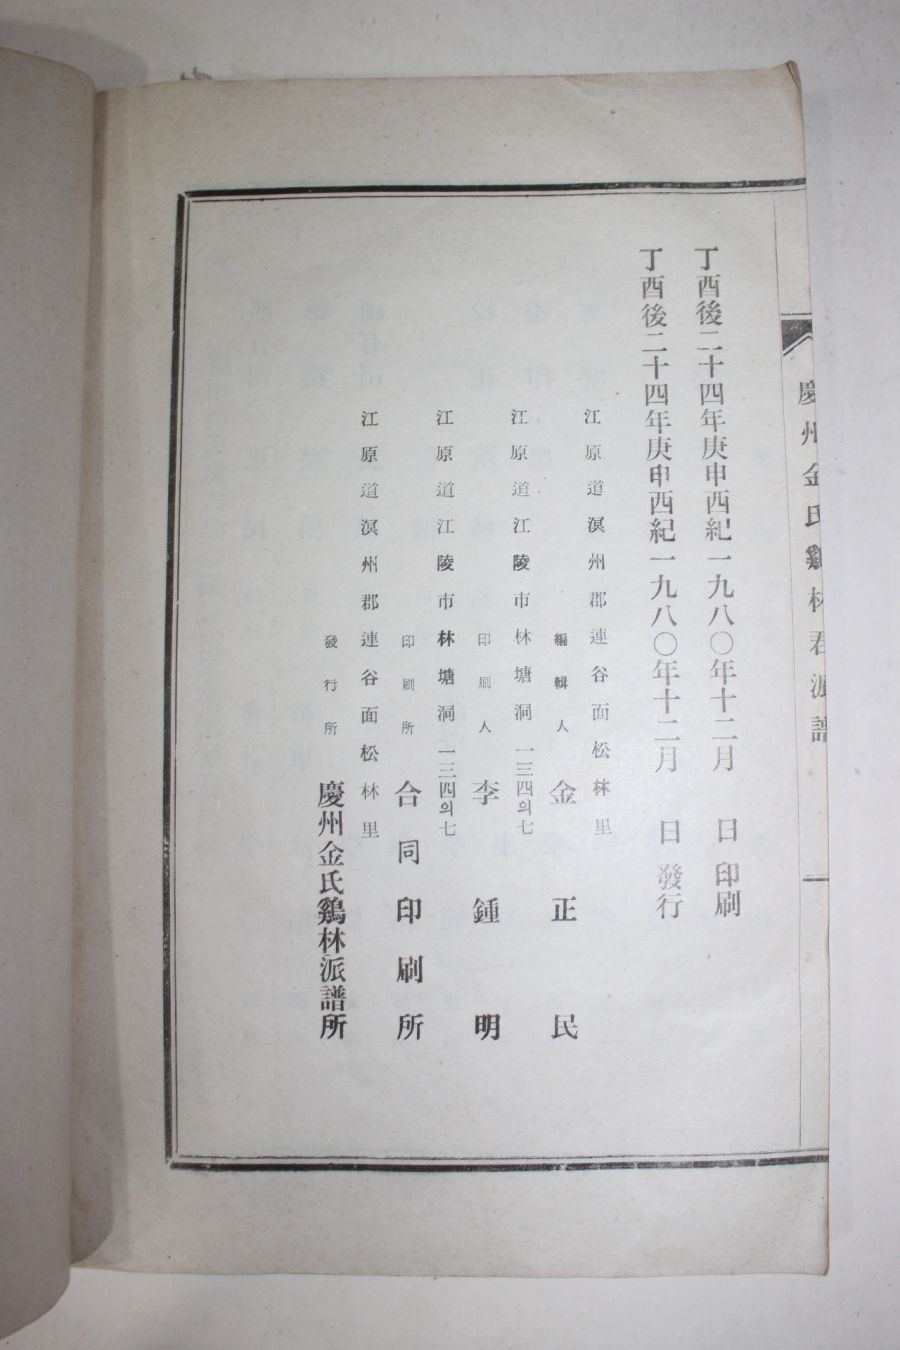 慶州金氏鷄林君派譜
丁酉後二十四年庚申西紀一九八〇年十二月 日 印刷
丁酉後二十四年庚申西紀一九八〇年十二月 日 發行
江原道溟州郡連谷面松林里
編輯人 金正民
江原道江陵市林塘洞一三四의七
印刷人 李鍾明
江原道江陵市林塘洞一三四의七
印刷所 合同印刷所
江原道溟州郡連谷面松林里
發行所 慶州金氏鷄林派譜所